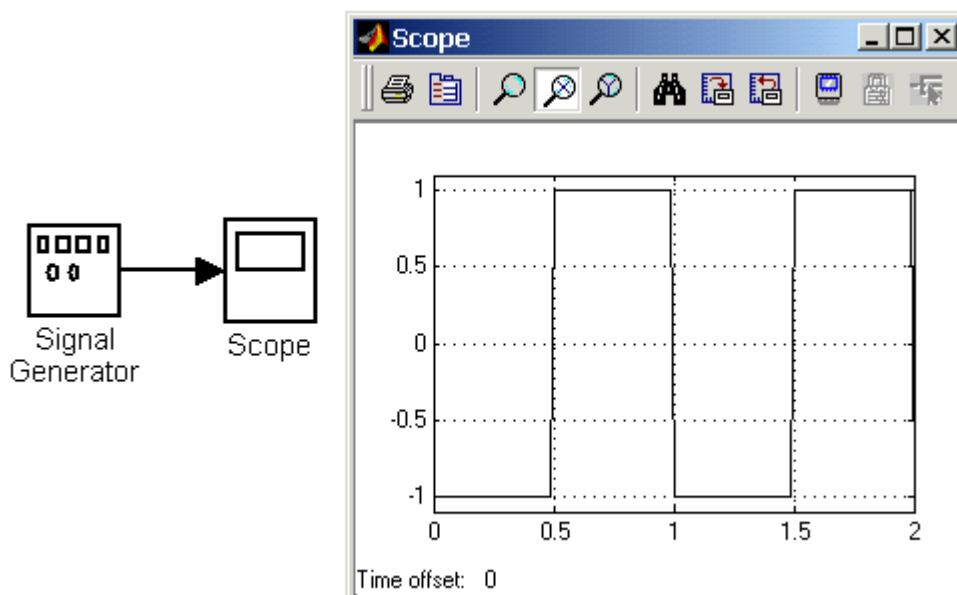 Scope
Signal
Generator
Scope
1
0.5
0
-0.5
-1
0 0.5 1 1.5 2
Time offset: 0